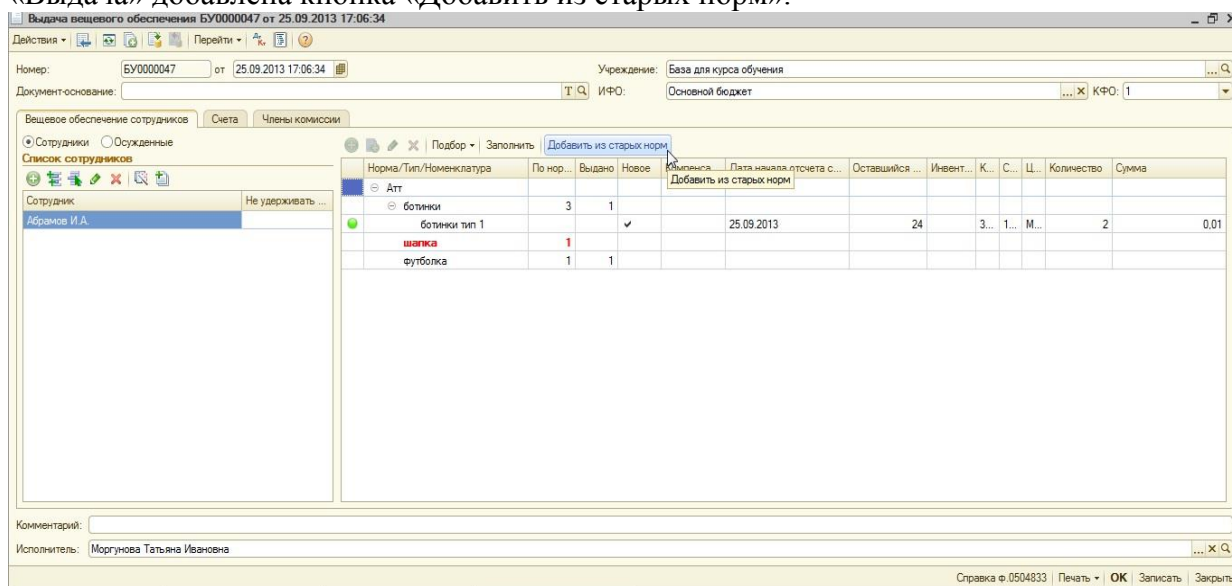 «Выдача» добавлена кнопка «Добавить из старых норм».
Выдача вещевого обеспечения БУ0000047 от 25.09.2013 17:06:34
Действия Перейти
Номер: БУ0000047 от 25.09.2013 17:06:34 Учреждение: База для курса обучения
Документ-основание: ИФО: Основной бюджет КФО: 1
Вещевое обеспечение сотрудников Счета Члены комиссии
Сотрудники Осужденные Подбор Заполнить Добавить из старых норм
Список сотрудников
Норма/Тип/Номенклатура По нор... Выдано Новое Компенса... Дата начала отсчета с... Оставшийся ... Инвент... К... С... Ц... Количество Сумма
Добавить из старых норм
Атт
Сотрудник Не удерживать ...
ботинки 3 1
Абрамов И.А.
ботинки тип 1 25.09.2013 24 3... 1... М... 2 0,01
шапка 1
футболка 1 1
Комментарий:
Исполнитель: Моргунова Татьяна Ивановна
Справка ф.0504833 Печать OK Записать Закрыть